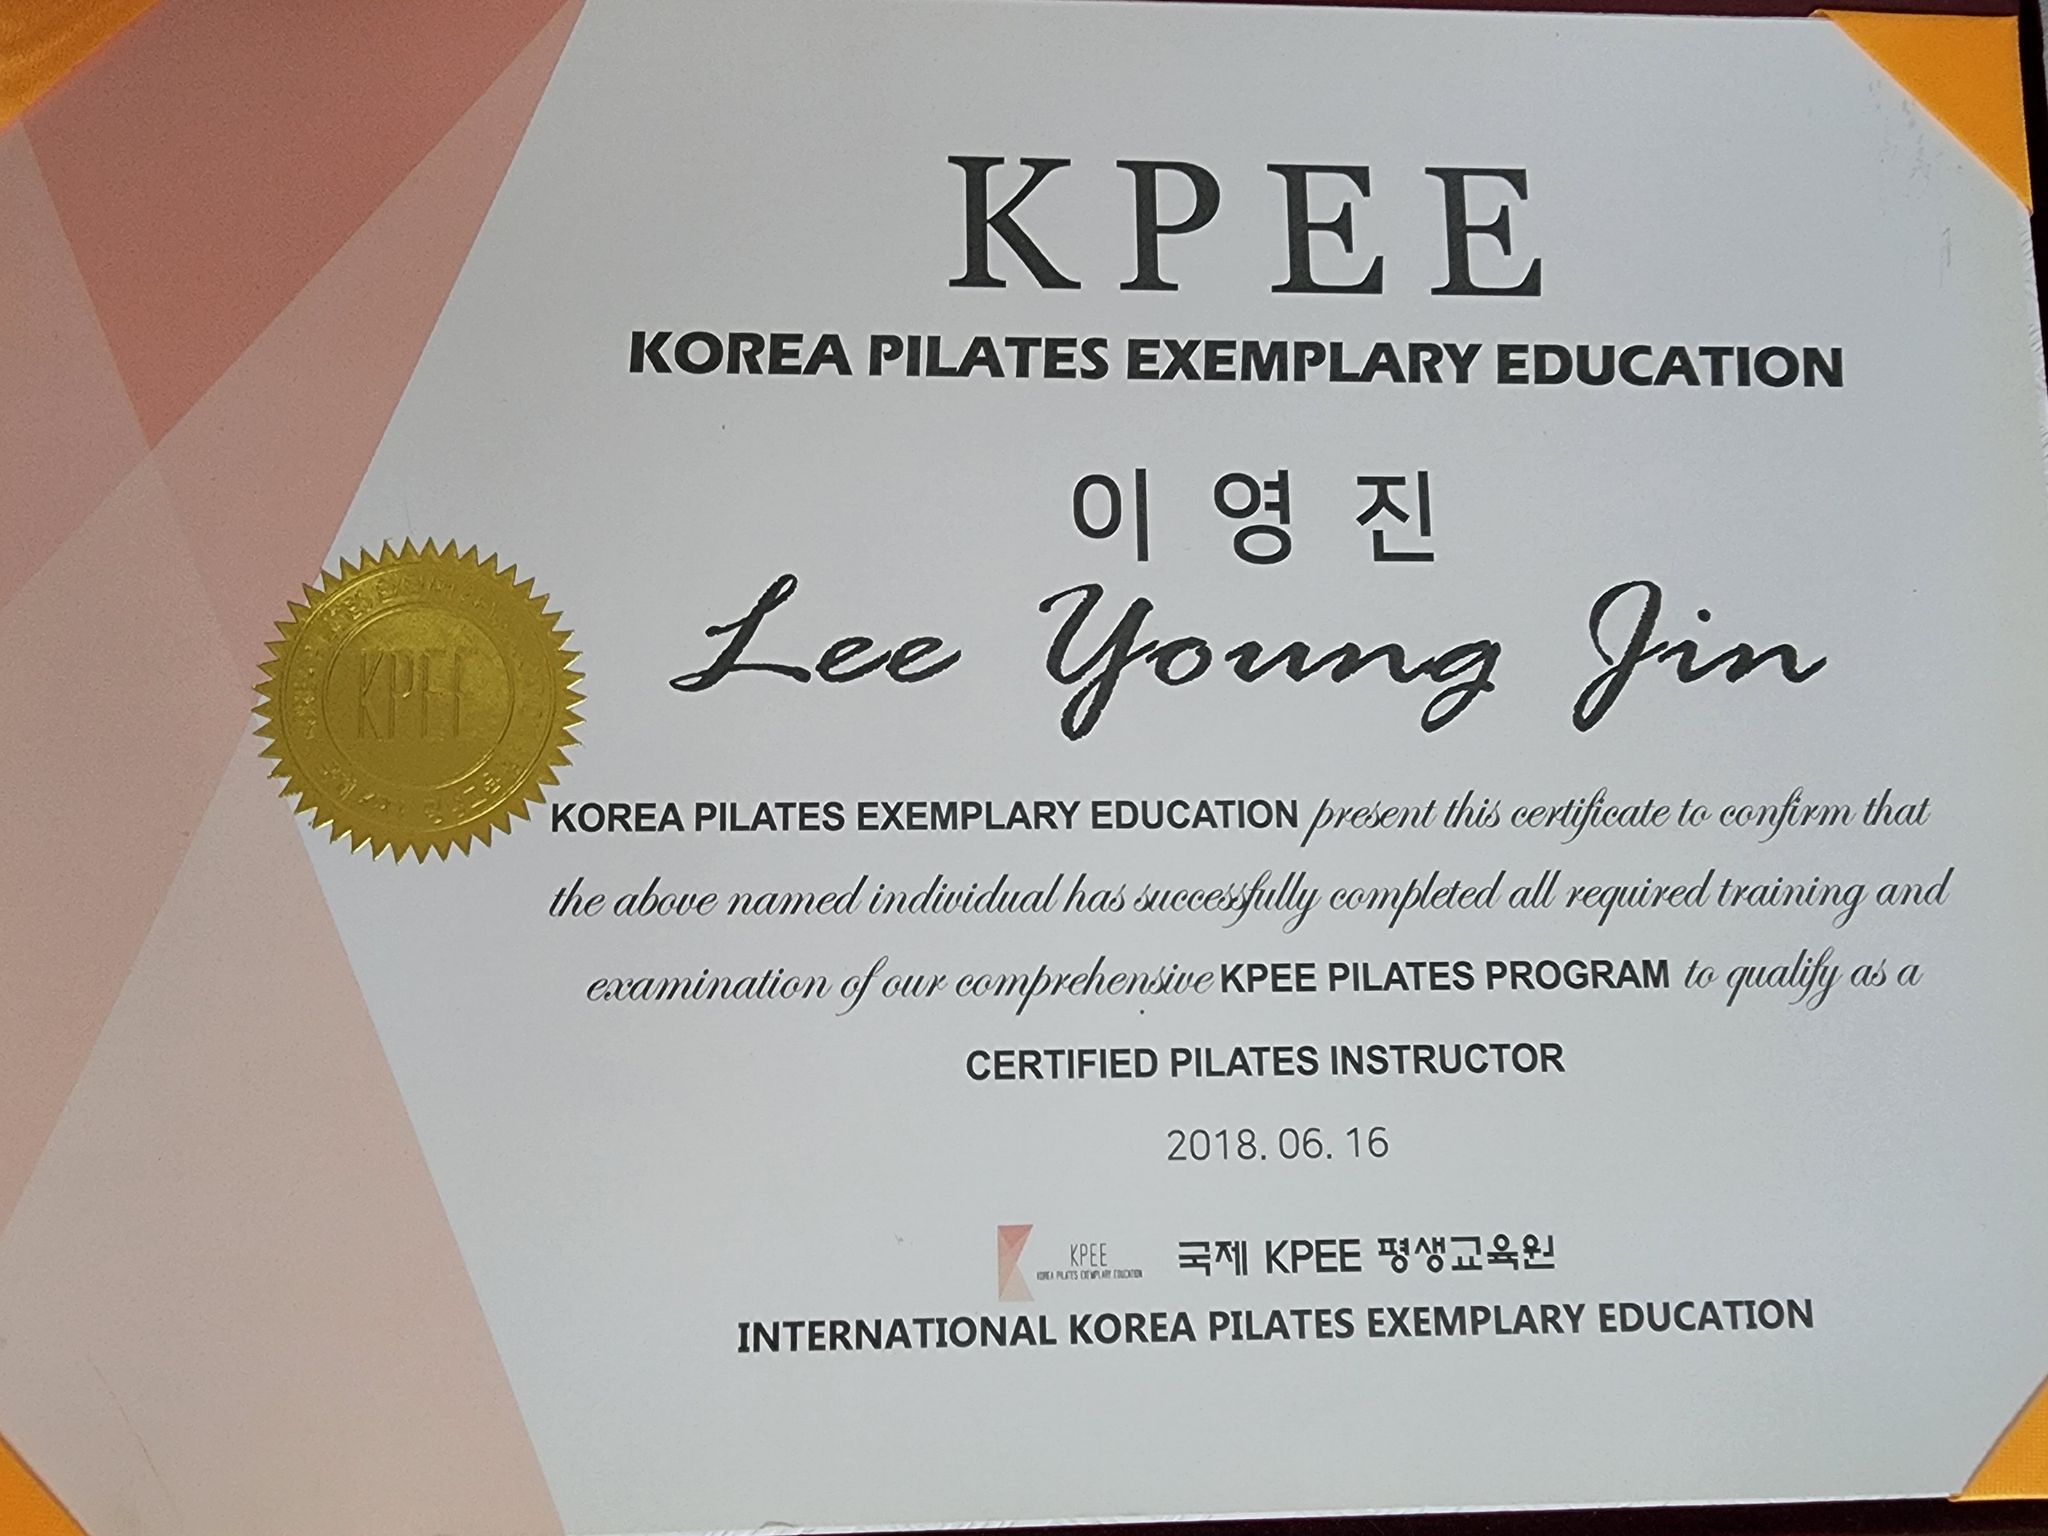 KPEE
KOREA PILATES EXEMPLARY EDUCATION
이 영 진
Lee Young Jin
KPEE
KOREA PILATES EXEMPLARY EDUCATION present this certificate to confirm that
the above named individual has successfully completed all required training and
examination of our comprehensive KPEE PILATES PROGRAM to qualify as a
CERTIFIED PILATES INSTRUCTOR
2018. 06. 16
KPEE
KOREA PILATES EXEMPLARY EDUCATION
국제 KPEE 평생교육원
INTERNATIONAL KOREA PILATES EXEMPLARY EDUCATION